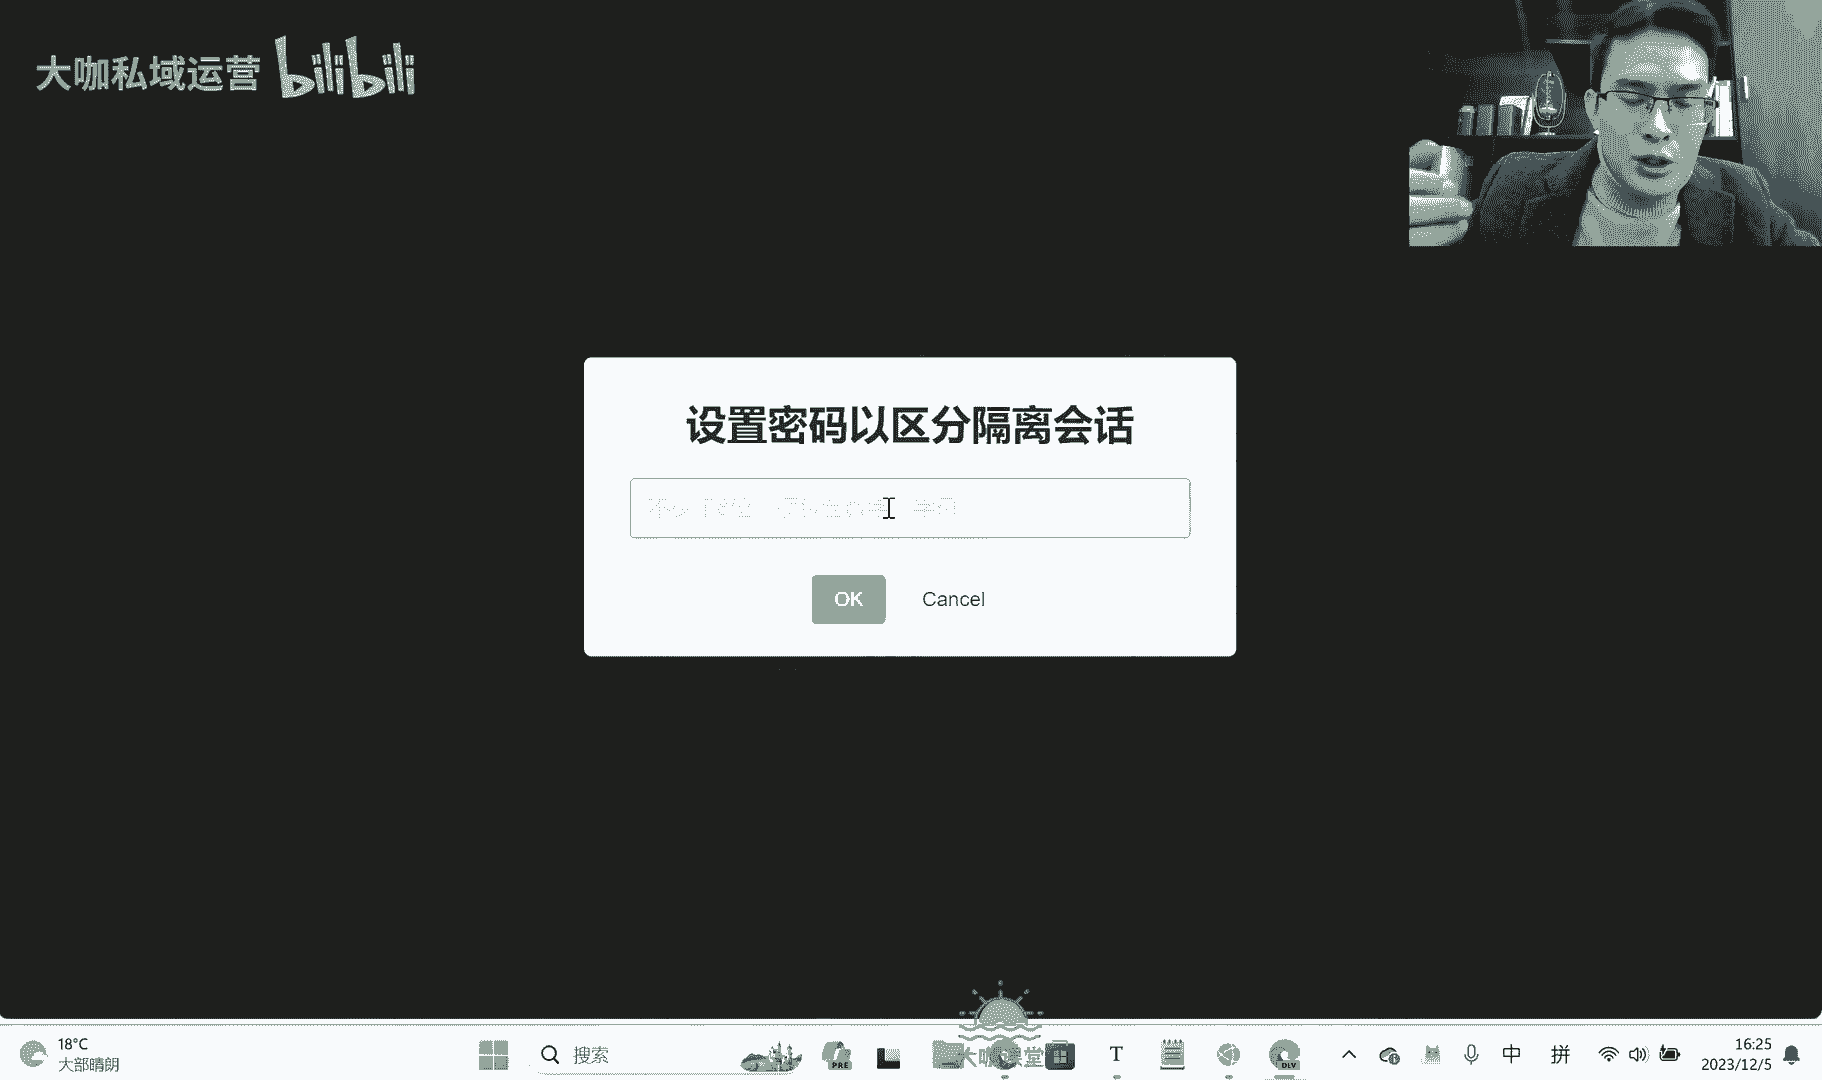 大咖私域运营 bilibili
设置密码以区分隔离会话
OK
Cancel
18°C
大部晴朗
搜索
PRE
大咖课堂
T
DLV
中
拼
16:25
2023/12/5